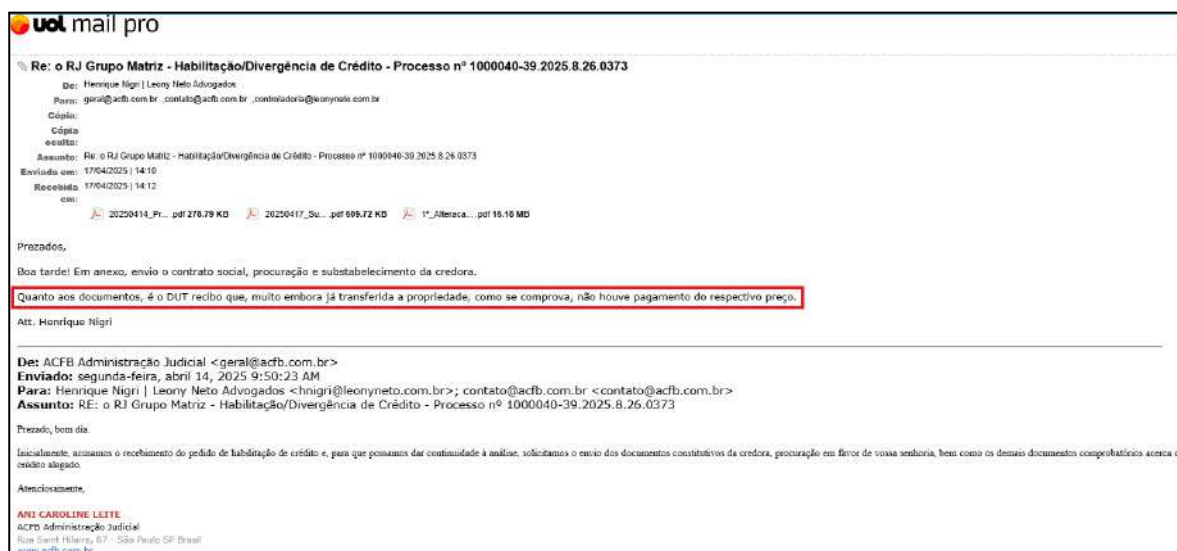 uol mail pro
Re: o RJ Grupo Matriz - Habilitação/Divergência de Crédito - Processo nº 1000040-39.2025.8.26.0373
De: Henrique Nigri | Leony Neto Advogados
Para: geral@acfb.com.br ,contato@acfb.com.br ,controladoria@leonyneto.com.br
Cópia:
Cópia
oculta:
Assunto: Re: o RJ Grupo Matriz - Habilitação/Divergência de Crédito - Processo nº 1000040-39.2025.8.26.0373
Enviada em: 17/04/2025 | 14:10
Recebida 17/04/2025 | 14:12
em:
20250414_Pr... .pdf 278.79 KB 20250417_Su... .pdf 609.72 KB 1ª_Alteraca... .pdf 16.16 MB
Prezados,
Boa tarde! Em anexo, envio o contrato social, procuração e substabelecimento da credora.
Quanto aos documentos, é o DUT recibo que, muito embora já transferida a propriedade, como se comprova, não houve pagamento do respectivo preço.
Att. Henrique Nigri
De: ACFB Administração Judicial <geral@acfb.com.br>
Enviado: segunda-feira, abril 14, 2025 9:50:23 AM
Para: Henrique Nigri | Leony Neto Advogados <hnigri@leonyneto.com.br>; contato@acfb.com.br <contato@acfb.com.br>
Assunto: RE: o RJ Grupo Matriz - Habilitação/Divergência de Crédito - Processo nº 1000040-39.2025.8.26.0373
Prezado, bom dia.
Inicialmente, acusamos o recebimento do pedido de habilitação de crédito e, para que possamos dar continuidade à análise, solicitamos o envio dos documentos constitutivos da credora, procuração em favor de vossa senhoria, bem como os demais documentos comprobatórios acerca
crédito alegado.
Atenciosamente,
ANI CAROLINE LEITE
ACFB Administração Judicial
Rua Saint Hilaire, 87 - São Paulo SP Brasil
www.acfb.com.br